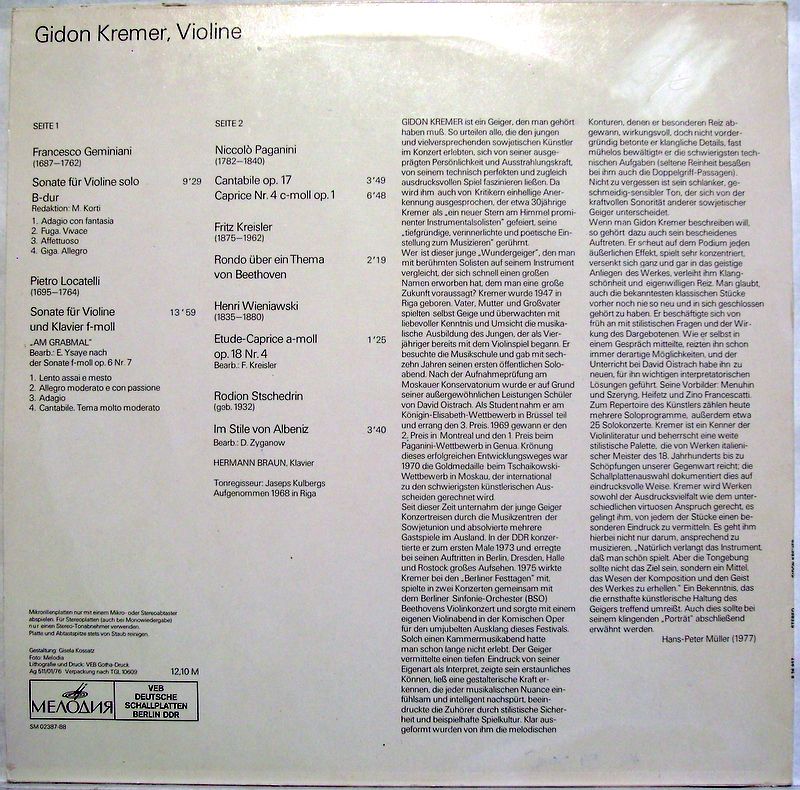 Gidon Kremer, Violine
SEITE 1
Francesco Geminiani
(1687–1762)
Sonate für Violine solo 9'29
B-dur
Redaktion: M. Korti
1. Adagio con fantasia
2. Fuga. Vivace
3. Affettuoso
4. Giga. Allegro
Pietro Locatelli
(1695–1764)
Sonate für Violine 13'59
und Klavier f-moll
„AM GRABMAL"
Bearb.: E. Ysaye nach
der Sonate f-moll op. 6 Nr. 7
1. Lento assai e mesto
2. Allegro moderato e con passione
3. Adagio
4. Cantabile. Tema molto moderato
SEITE 2
Niccolò Paganini
(1782–1840)
Cantabile op. 17 3'49
Caprice Nr. 4 c-moll op. 1 6'48
Fritz Kreisler
(1875–1962)
Rondo über ein Thema 2'19
von Beethoven
Henri Wieniawski
(1835–1880)
Etude-Caprice a-moll 1'25
op. 18 Nr. 4
Bearb.: F. Kreisler
Rodion Stschedrin
(geb. 1932)
Im Stile von Albeniz 3'40
Bearb.: D. Zyganow
HERMANN BRAUN, Klavier
Tonregisseur: Jaseps Kulbergs
Aufgenommen 1968 in Riga
GIDON KREMER ist ein Geiger, den man gehört
haben muß. So urteilen alle, die den jungen
und vielversprechenden sowjetischen Künstler
im Konzert erlebten, sich von seiner ausge-
prägten Persönlichkeit und Ausstrahlungskraft,
von seinem technisch perfekten und zugleich
ausdrucksvollen Spiel faszinieren ließen. Da
wird ihm auch von Kritikern einhellige Aner-
kennung ausgesprochen, der etwa 30jährige
Kremer als „ein neuer Stern am Himmel promi-
nenter Instrumentalsolisten" gefeiert, seine
„tiefgründige, verinnerlichte und poetische Ein-
stellung zum Musizieren" gerühmt.
Wer ist dieser junge „Wundergeiger", den man
mit berühmten Solisten auf seinem Instrument
vergleicht, der sich schnell einen großen
Namen erworben hat, dem man eine große
Zukunft voraussagt? Kremer wurde 1947 in
Riga geboren. Vater, Mutter und Großvater
spielten selbst Geige und überwachten mit
liebevoller Kenntnis und Umsicht die musika-
lische Ausbildung des Jungen, der als Vier-
jähriger bereits mit dem Violinspiel begann. Er
besuchte die Musikschule und gab mit sech-
zehn Jahren seinen ersten öffentlichen Solo-
abend. Nach der Aufnahmeprüfung am
Moskauer Konservatorium wurde er auf Grund
seiner außergewöhnlichen Leistungen Schüler
von David Oistrach. Als Student nahm er am
Königin-Elisabeth-Wettbewerb in Brüssel teil
und errang den 3. Preis. 1969 gewann er den
2. Preis in Montreal und den 1. Preis beim
Paganini-Wettbewerb in Genua. Krönung
dieses erfolgreichen Entwicklungsweges war
1970 die Goldmedaille beim Tschaikowski-
Wettbewerb in Moskau, der international
zu den schwierigsten künstlerischen Aus-
scheiden gerechnet wird.
Seit dieser Zeit unternahm der junge Geiger
Konzertreisen durch die Musikzentren der
Sowjetunion und absolvierte mehrere
Gastspiele im Ausland. In der DDR konzer-
tierte er zum ersten Male 1973 und erregte
bei seinen Auftritten in Berlin, Dresden, Halle
und Rostock großes Aufsehen. 1975 wirkte
Kremer bei den „Berliner Festtagen" mit,
spielte in zwei Konzerten gemeinsam mit
dem Berliner Sinfonie-Orchester (BSO)
Beethovens Violinkonzert und sorgte mit einem
eigenen Violinabend in der Komischen Oper
für den umjubelten Ausklang dieses Festivals.
Solch einen Kammermusikabend hatte
man schon lange nicht erlebt. Der Geiger
vermittelte einen tiefen Eindruck von seiner
Eigenart als Interpret, zeigte sein erstaunliches
Können, ließ eine gestalterische Kraft er-
kennen, die jeder musikalischen Nuance ein-
fühlsam und intelligent nachspürt, beein-
druckte die Zuhörer durch stilistische Sicher-
heit und beispielhafte Spielkultur. Klar aus-
geformt wurden von ihm die melodischen
Konturen, denen er besonderen Reiz ab-
gewann, wirkungsvoll, doch nicht vorder-
gründig betonte er klangliche Details, fast
mühelos bewältigte er die schwierigsten tech-
nischen Aufgaben (seltene Reinheit besaßen
bei ihm auch die Doppelgriff-Passagen).
Nicht zu vergessen ist sein schlanker, ge-
schmeidig-sensibler Ton, der sich von der
kraftvollen Sonorität anderer sowjetischer
Geiger unterscheidet.
Wenn man Gidon Kremer beschreiben will,
so gehört dazu auch sein bescheidenes
Auftreten. Er scheut auf dem Podium jeden
äußerlichen Effekt, spielt sehr konzentriert,
versenkt sich ganz und gar in das geistige
Anliegen des Werkes, verleiht ihm Klang-
schönheit und eigenwilligen Reiz. Man glaubt,
auch die bekanntesten klassischen Stücke
vorher noch nie so neu und in sich geschlossen
gehört zu haben. Er beschäftigte sich von
früh an mit stilistischen Fragen und der Wir-
kung des Dargebotenen. Wie er selbst in
einem Gespräch mitteilte, reizten ihn schon
immer derartige Möglichkeiten, und der
Unterricht bei David Oistrach habe ihn zu
neuen, für ihn wichtigen interpretatorischen
Lösungen geführt. Seine Vorbilder: Menuhin
und Szeryng, Heifetz und Zino Francescatti.
Zum Repertoire des Künstlers zählen heute
mehrere Soloprogramme, außerdem etwa
25 Solokonzerte. Kremer ist ein Kenner der
Violinliteratur und beherrscht eine weite
stilistische Palette, die von Werken italieni-
scher Meister des 18. Jahrhunderts bis zu
Schöpfungen unserer Gegenwart reicht; die
Schallplattenauswahl dokumentiert dies auf
eindrucksvolle Weise. Kremer wird Werken
sowohl der Ausdrucksvielfalt wie dem unter-
schiedlichen virtuosen Anspruch gerecht, es
gelingt ihm, von jedem der Stücke einen be-
sonderen Eindruck zu vermitteln. Es geht ihm
hierbei nicht nur darum, ansprechend zu
musizieren. „Natürlich verlangt das Instrument,
daß man schön spielt. Aber die Tongebung
sollte nicht das Ziel sein, sondern ein Mittel,
das Wesen der Komposition und den Geist
des Werkes zu erhellen." Ein Bekenntnis, das
die ernsthafte künstlerische Haltung des
Geigers treffend umreißt. Auch dies sollte bei
seinem klingenden „Porträt" abschließend
erwähnt werden.
Hans-Peter Müller (1977)
Mikrorillenplatten nur mit einem Mikro- oder Stereoabtaster
abspielen. Für Stereoplatten (auch bei Monowiedergabe)
nur einen Stereo-Tonabnehmer verwenden.
Platte und Abtastspitze stets von Staub reinigen.
Gestaltung: Gisela Kossatz
Foto: Melodia
Lithografie und Druck: VEB Gotha-Druck
Ag 511/01/76 Verpackung nach TGL 10609 12,10 M
МЕЛОДИЯ
VEB
DEUTSCHE
SCHALLPLATTEN
BERLIN DDR
SM 02387-88